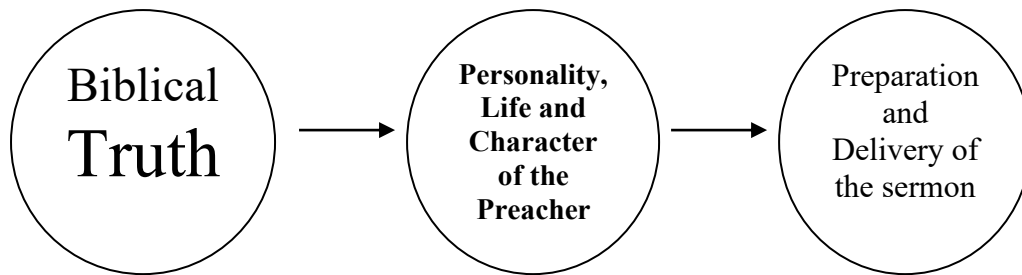 Biblical
Truth
Personality,
Life and
Character
of the
Preacher
Preparation
and
Delivery of
the sermon